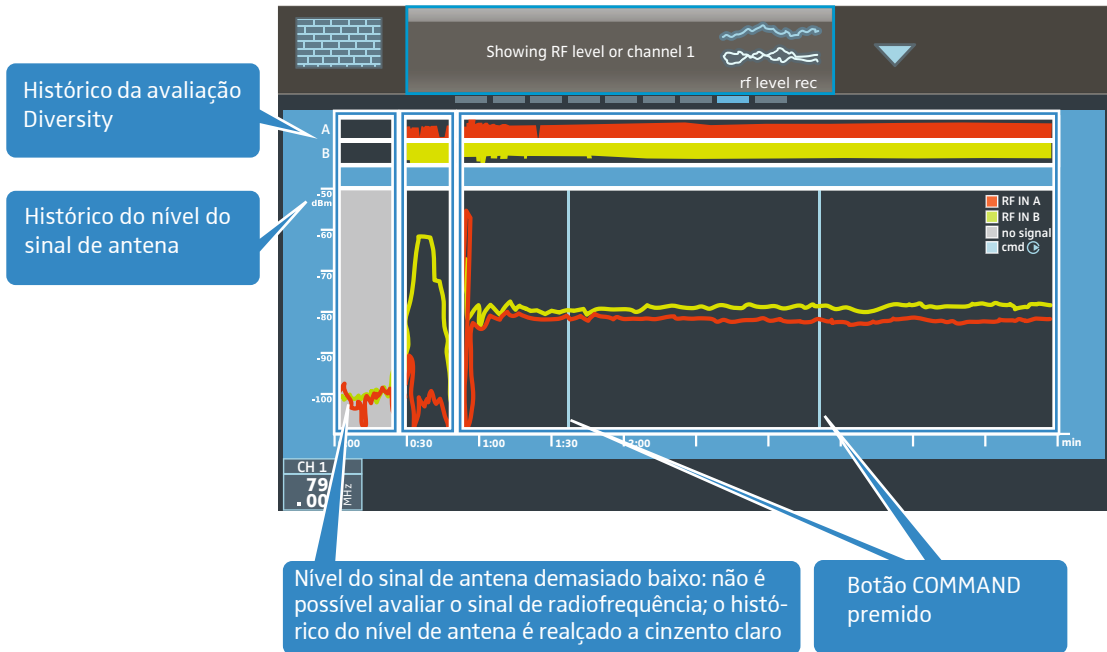 Showing RF level or channel 1
rf level rec
Histórico da avaliação
Diversity
A
B
Histórico do nível do
sinal de antena
-50
dBm
-60
-70
-80
-90
-100
RF IN A
RF IN B
no signal
cmd
0:30
1:00
1:30
2:00
min
CH 1
MHz
Nível do sinal de antena demasiado baixo: não é
possível avaliar o sinal de radiofrequência; o histó-
rico do nível de antena é realçado a cinzento claro
Botão COMMAND
premido